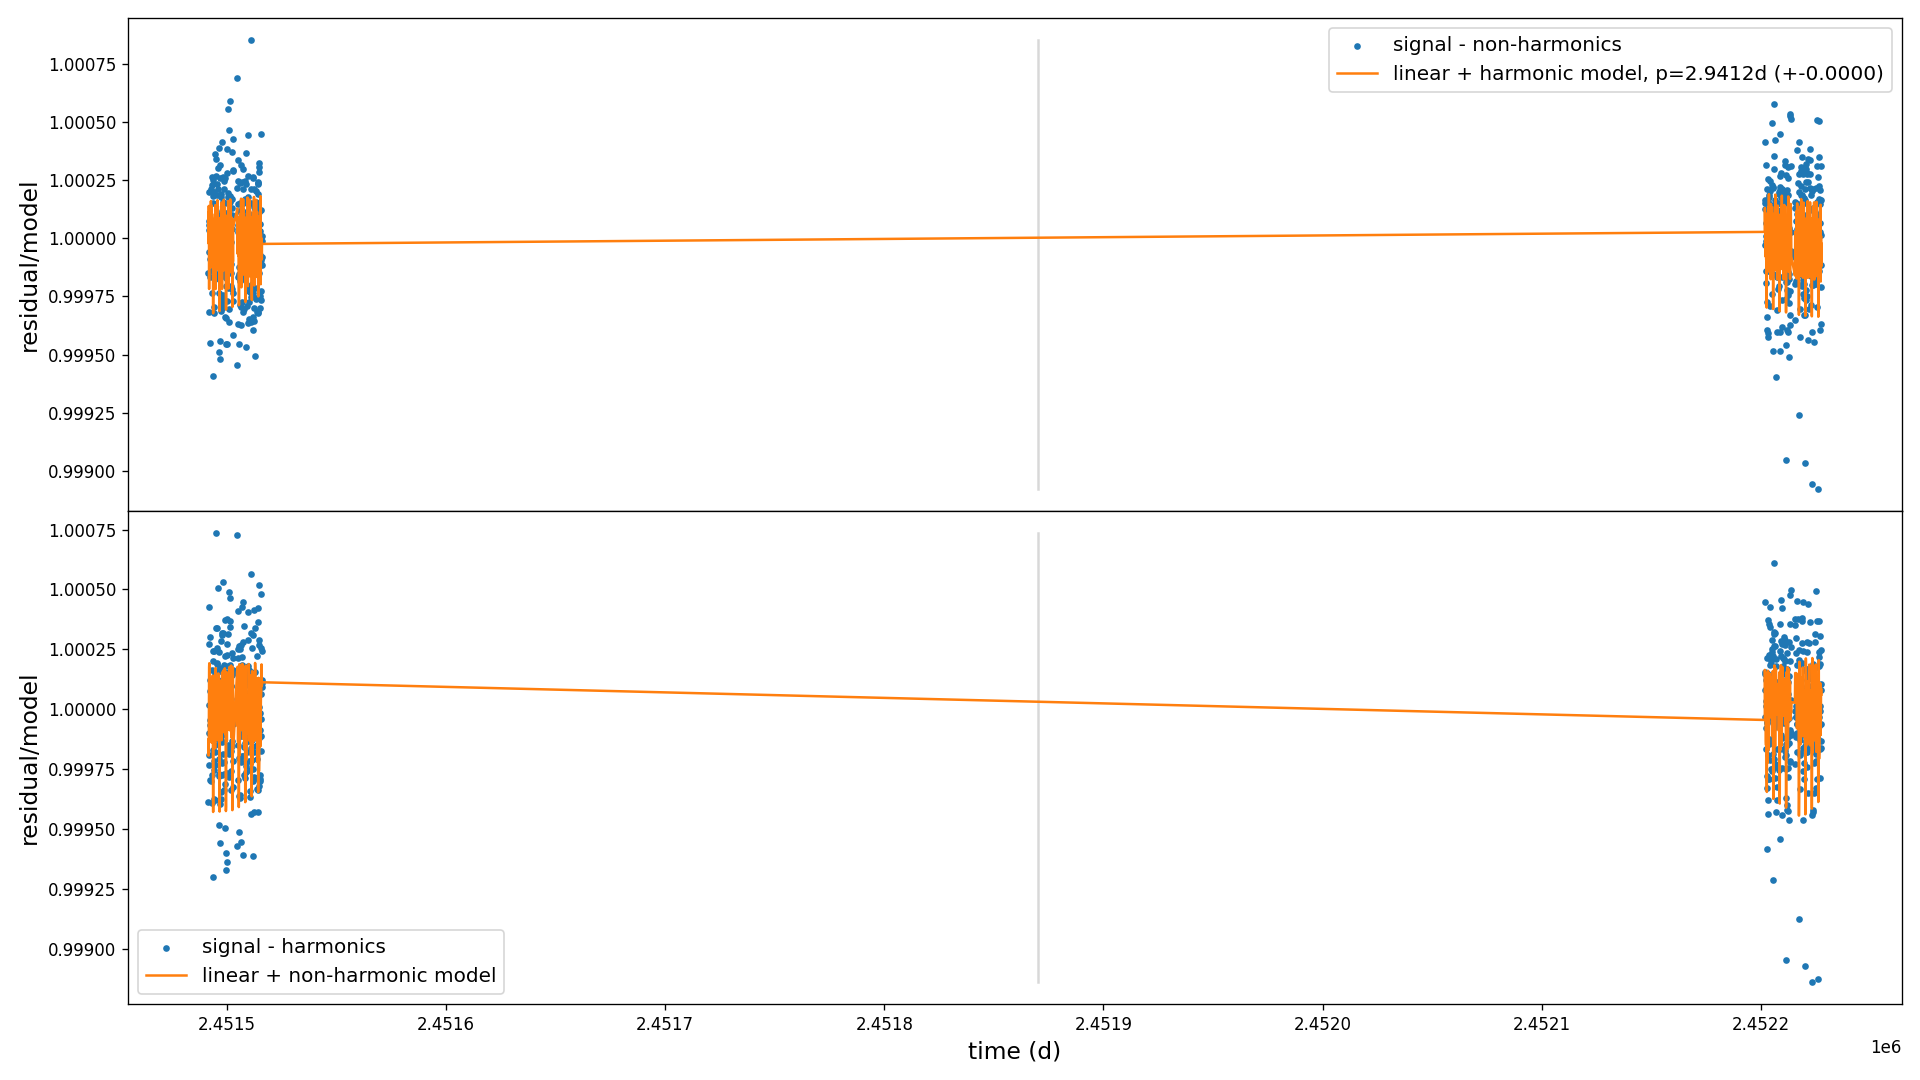 1.00075
1.00050
1.00025
1.00000
0.99975
0.99950
0.99925
0.99900
residual/model
signal - non-harmonics
linear + harmonic model, p=2.9412d (+-0.0000)
1.00075
1.00050
1.00025
1.00000
0.99975
0.99950
0.99925
0.99900
residual/model
signal - harmonics
linear + non-harmonic model
2.4515 2.4516 2.4517 2.4518 2.4519 2.4520 2.4521 2.4522
1e6
time (d)